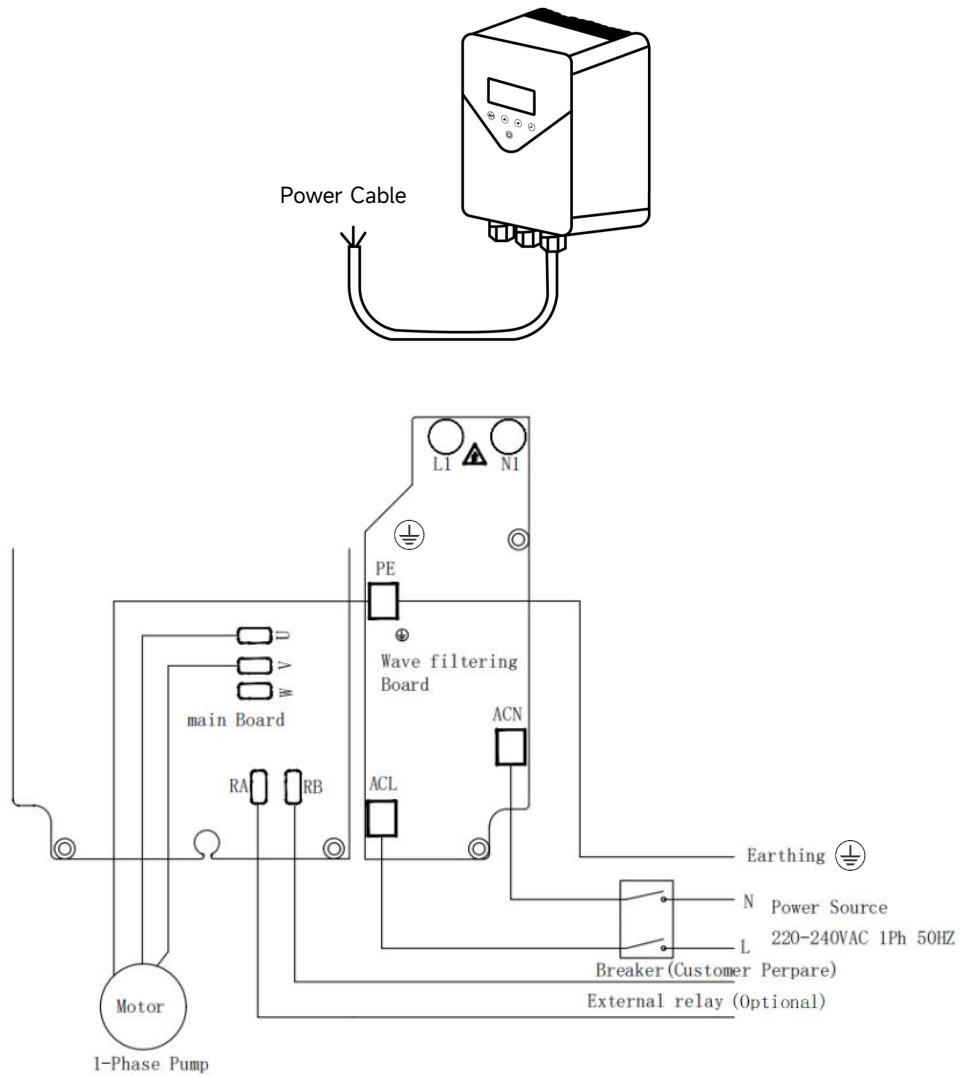 Power Cable
L1
N1
PE
U
V
W
Wave filtering
Board
main Board
ACN
RA
RB
ACL
Earthing
N
Power Source
220-240VAC 1Ph 50HZ
L
Breaker(Customer Perpare)
External relay (Optional)
Motor
1-Phase Pump